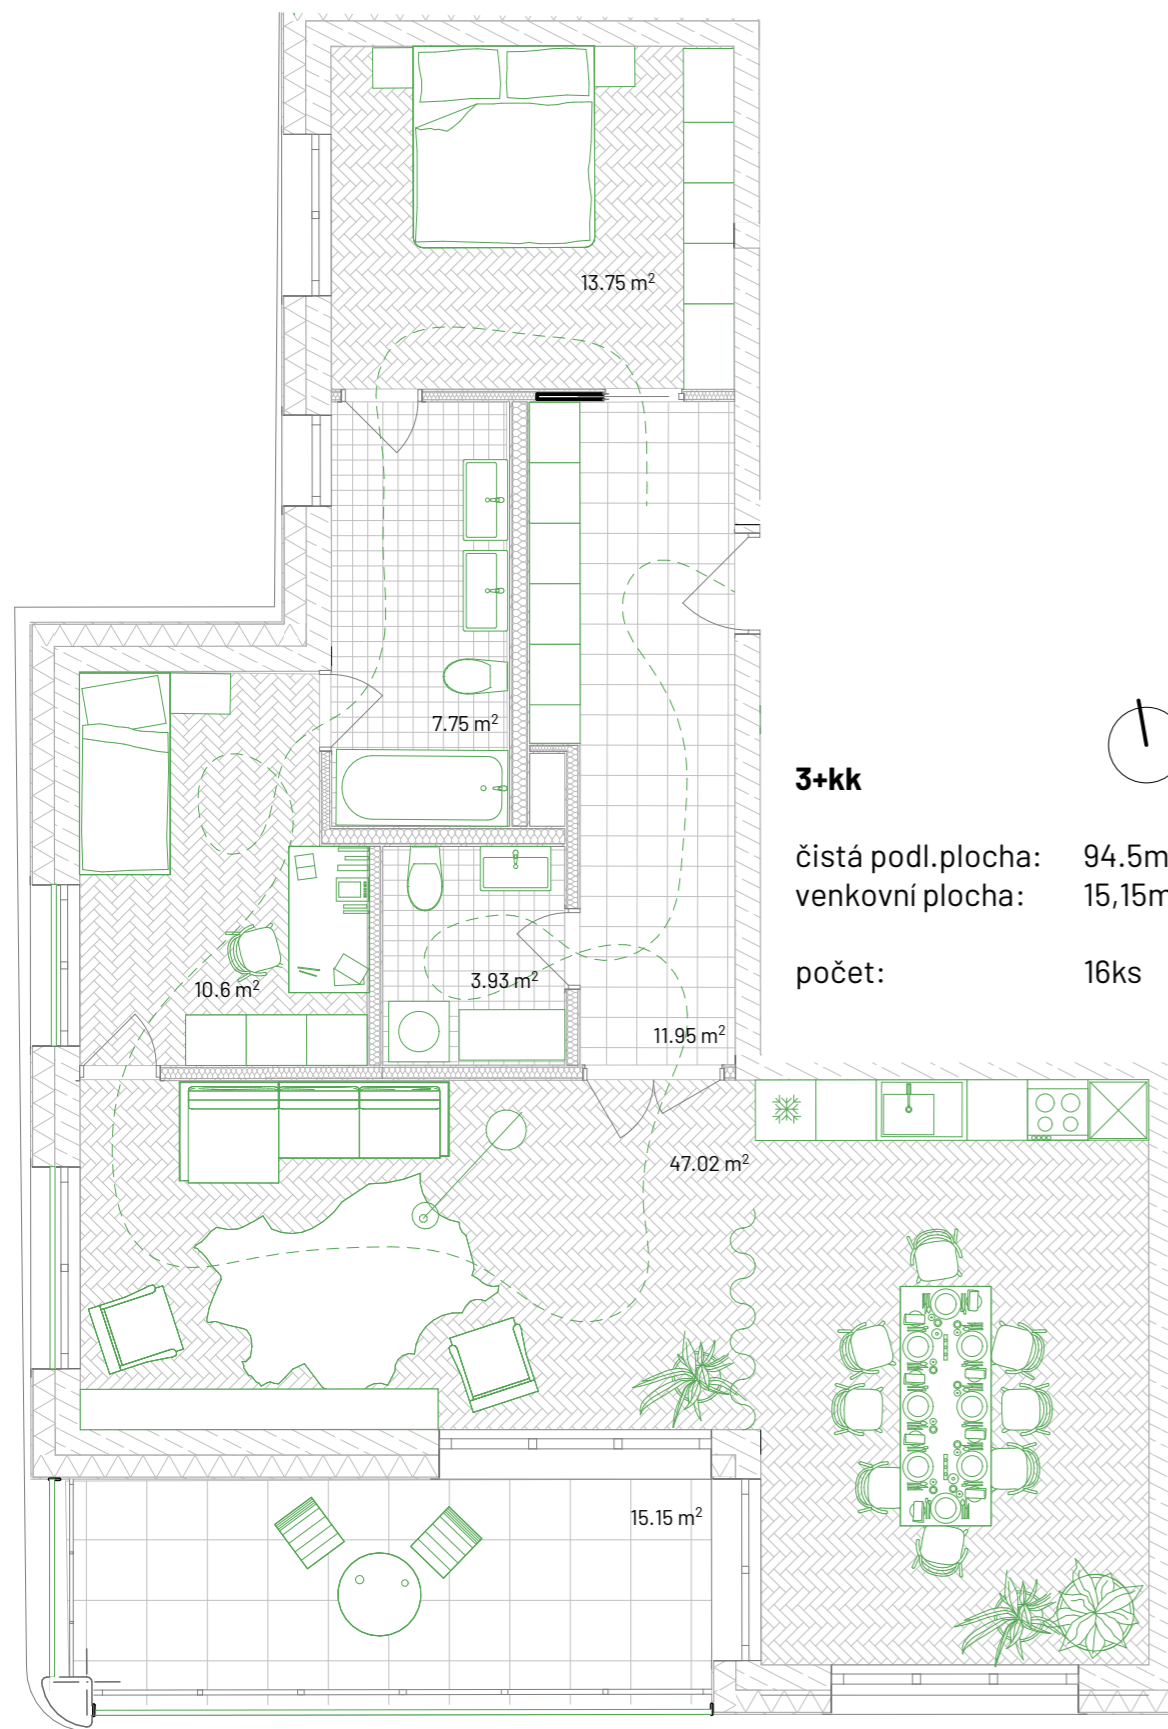 13.75 m²
7.75 m²
3+kk
čistá podl.plocha: 94.5m
venkovní plocha: 15,15m
počet: 16ks
10.6 m²
3.93 m²
11.95 m²
47.02 m²
15.15 m²